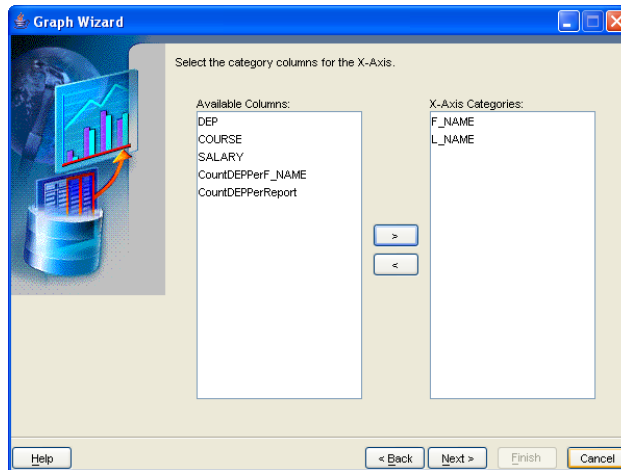 Graph Wizard
Select the category columns for the X-Axis.
Available Columns:
DEP
COURSE
SALARY
CountDEPPerF_NAME
CountDEPPerReport
>
<
X-Axis Categories:
F_NAME
L_NAME
Help
< Back
Next >
Finish
Cancel